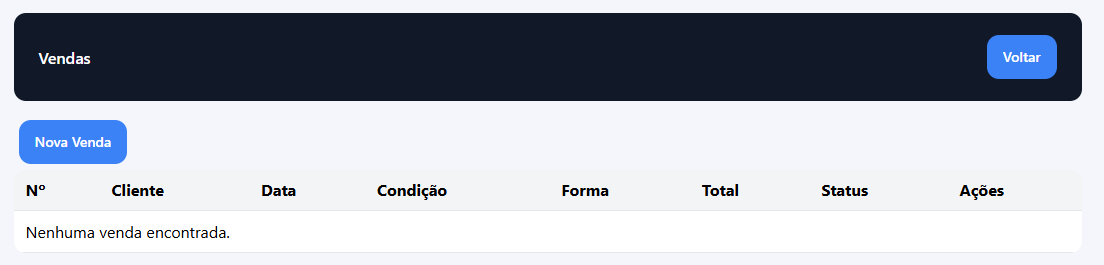 Vendas
Voltar
Nova Venda
Nº Cliente Data Condição Forma Total Status Ações
Nenhuma venda encontrada.